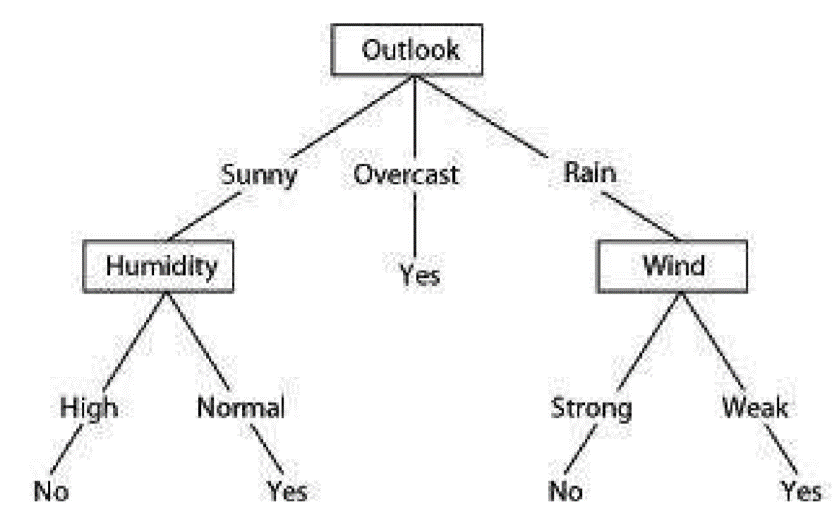 Outlook
Sunny Overcast Rain
Humidity Yes Wind
High Normal Strong Weak
No Yes No Yes